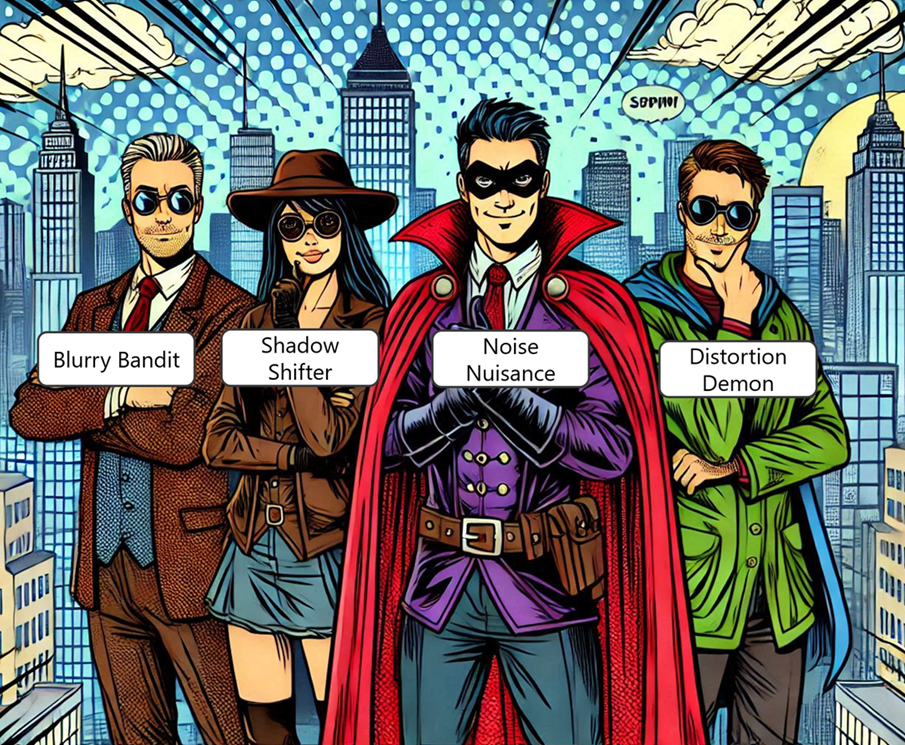 Blurry Bandit
Shadow
Shifter
Noise
Nuisance
Distortion
Demon